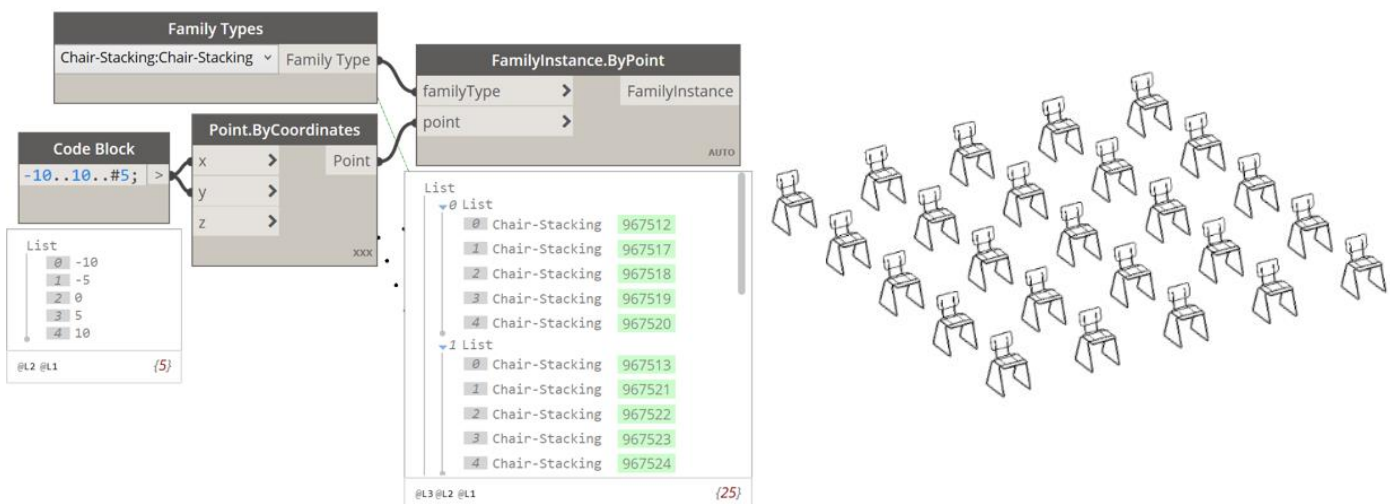 Family Types
Chair-Stacking:Chair-Stacking
Family Type
FamilyInstance.ByPoint
familyType > FamilyInstance
point >
AUTO
Code Block
-10..10..#5; >
Point.ByCoordinates
x > Point
y >
z >
xxx
List
0 -10
1 -5
2 0
3 5
4 10
@L2 @L1 {5}
List
0 List
0 Chair-Stacking 967512
1 Chair-Stacking 967517
2 Chair-Stacking 967518
3 Chair-Stacking 967519
4 Chair-Stacking 967520
1 List
0 Chair-Stacking 967513
1 Chair-Stacking 967521
2 Chair-Stacking 967522
3 Chair-Stacking 967523
4 Chair-Stacking 967524
@L3 @L2 @L1 {25}